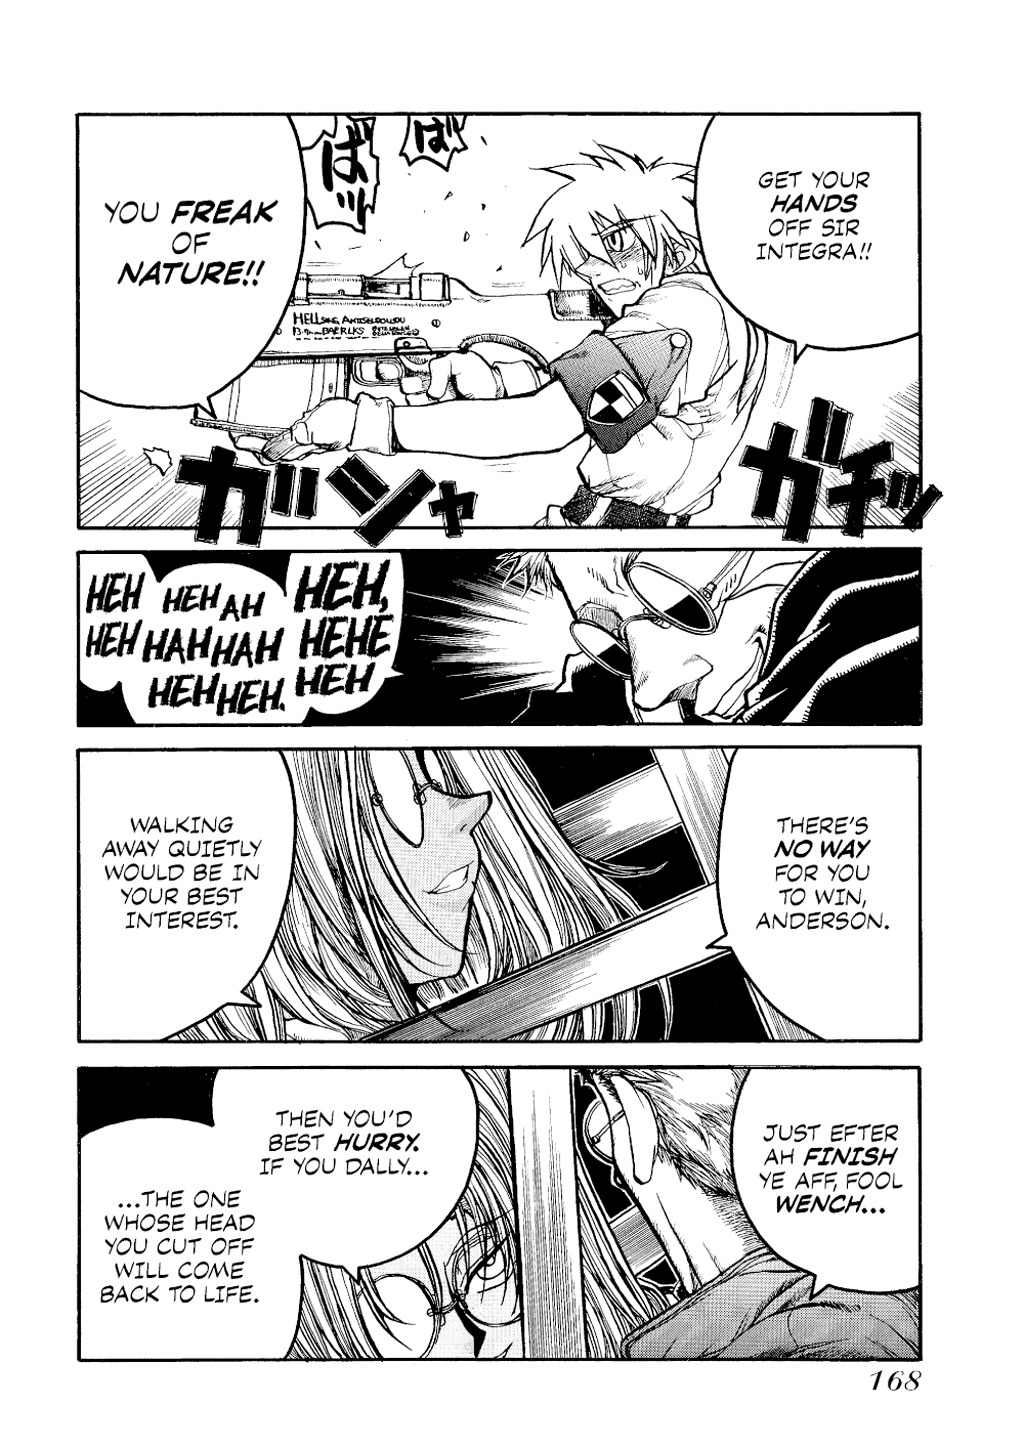 GET YOUR
HANDS
OFF SIR
INTEGRA!!
ばっ
ばッ
YOU FREAK
OF
NATURE!!
HELLSING
ガチッ
ガシャ
HEH,
HEHE
HEH
HEH AH
HAH HAH
HEH HEH.
HEH
HEH
THERE'S
NO WAY
FOR YOU
TO WIN,
ANDERSON.
WALKING
AWAY QUIETLY
WOULD BE IN
YOUR BEST
INTEREST.
JUST EFTER
AH FINISH
YE AFF, FOOL
WENCH...
THEN YOU'D
BEST HURRY.
IF YOU DALLY...
...THE ONE
WHOSE HEAD
YOU CUT OFF
WILL COME
BACK TO LIFE.
168